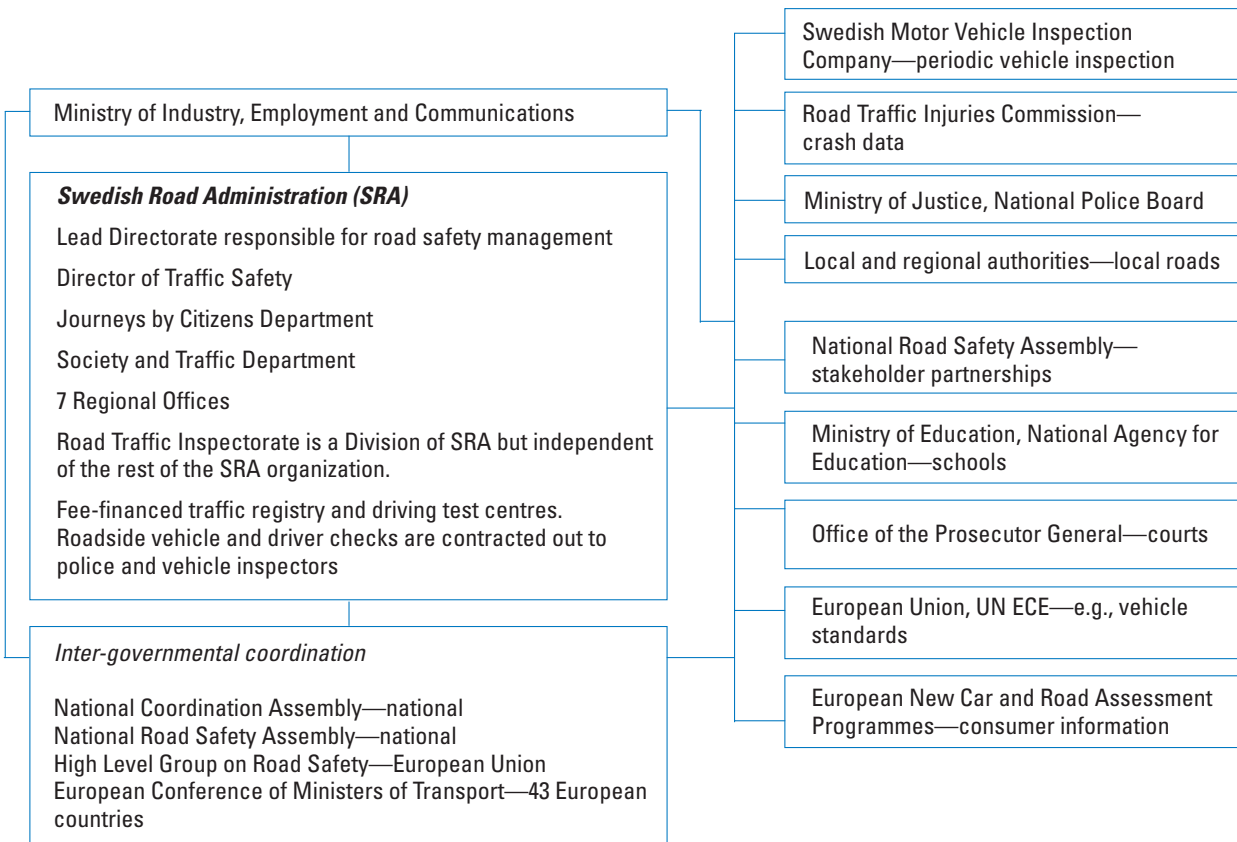 Ministry of Industry, Employment and Communications
Swedish Road Administration (SRA)
Lead Directorate responsible for road safety management
Director of Traffic Safety
Journeys by Citizens Department
Society and Traffic Department
7 Regional Offices
Road Traffic Inspectorate is a Division of SRA but independent
of the rest of the SRA organization.
Fee-financed traffic registry and driving test centres.
Roadside vehicle and driver checks are contracted out to
police and vehicle inspectors
Inter-governmental coordination
National Coordination Assembly—national
National Road Safety Assembly—national
High Level Group on Road Safety—European Union
European Conference of Ministers of Transport—43 European
countries
Swedish Motor Vehicle Inspection
Company—periodic vehicle inspection
Road Traffic Injuries Commission—
crash data
Ministry of Justice, National Police Board
Local and regional authorities—local roads
National Road Safety Assembly—
stakeholder partnerships
Ministry of Education, National Agency for
Education—schools
Office of the Prosecutor General—courts
European Union, UN ECE—e.g., vehicle
standards
European New Car and Road Assessment
Programmes—consumer information